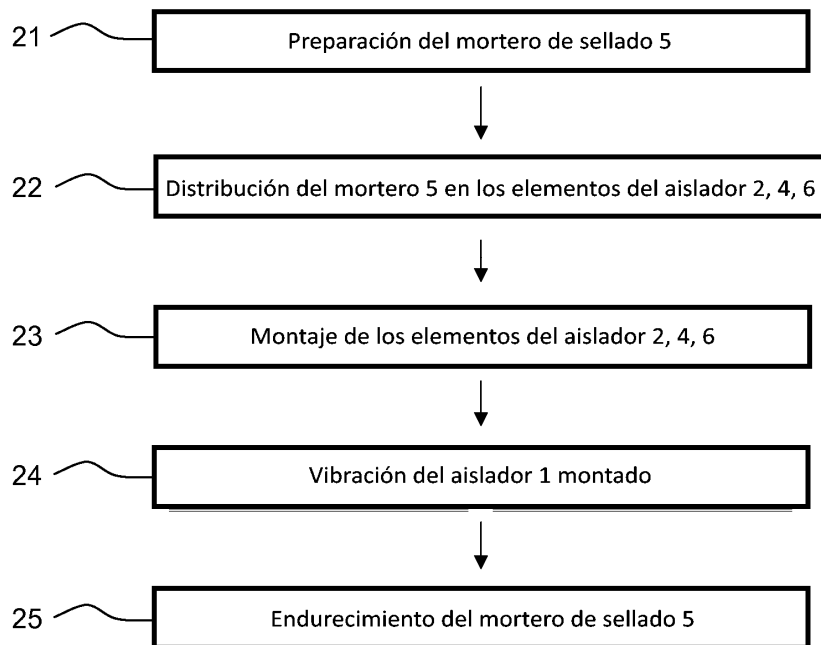 21 Preparación del mortero de sellado 5
22 Distribución del mortero 5 en los elementos del aislador 2, 4, 6
23 Montaje de los elementos del aislador 2, 4, 6
24 Vibración del aislador 1 montado
25 Endurecimiento del mortero de sellado 5